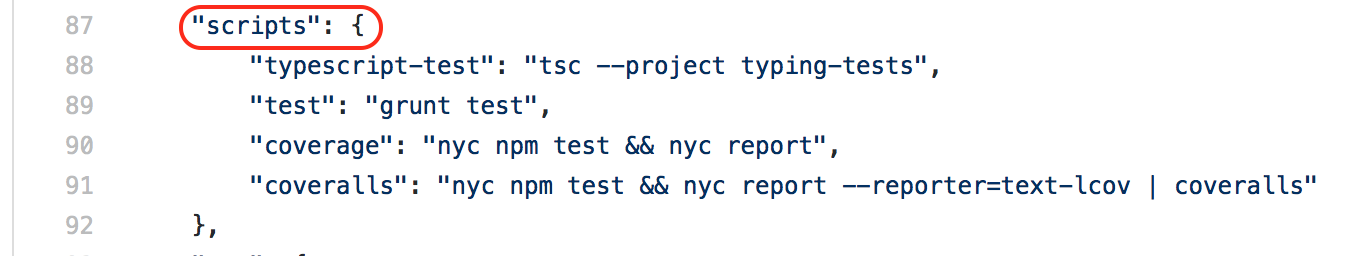 87 "scripts": {
88 "typescript-test": "tsc --project typing-tests",
89 "test": "grunt test",
90 "coverage": "nyc npm test && nyc report",
91 "coveralls": "nyc npm test && nyc report --reporter=text-lcov | coveralls"
92 },